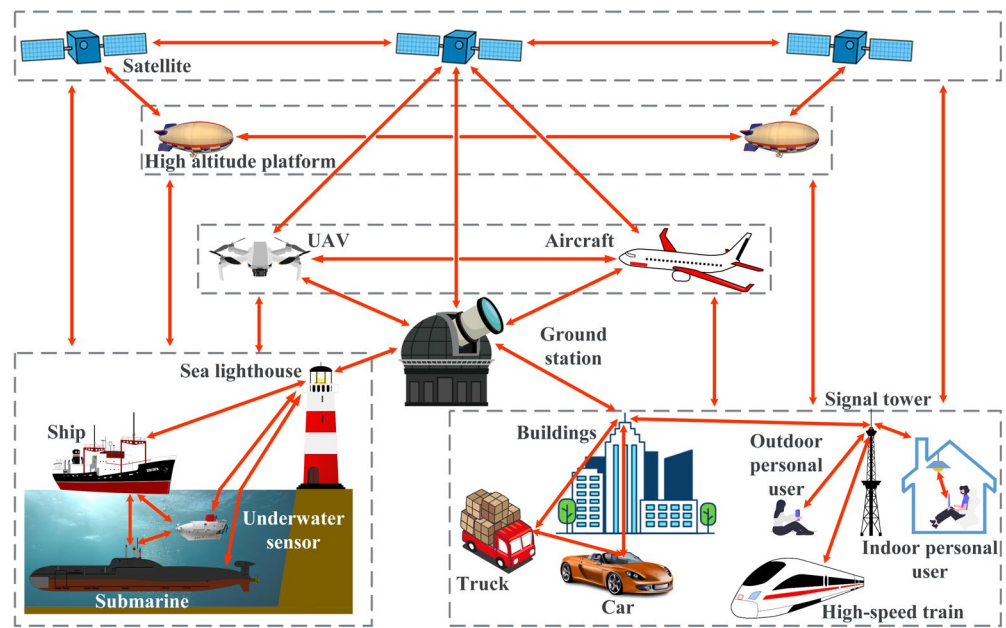 Satellite
High altitude platform
UAV
Aircraft
Ground
station
Sea lighthouse
Signal tower
Ship
Buildings
Outdoor
personal
user
Underwater
sensor
Indoor personal
user
Truck
Submarine
Car
High-speed train